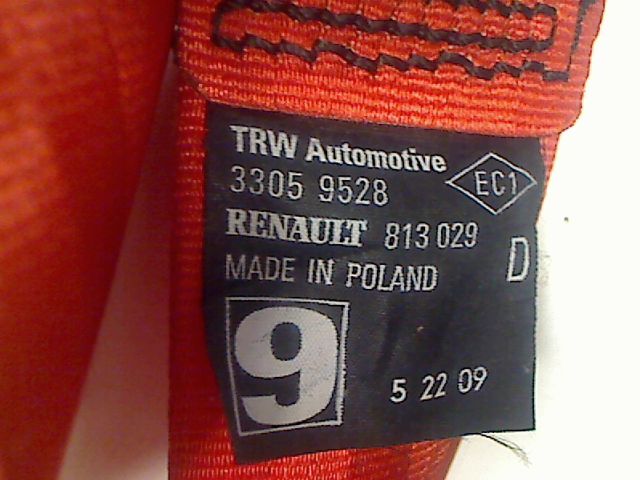 TRW Automotive
3305 9528
EC1
RENAULT 813 029
MADE IN POLAND
D
9
5 22 09